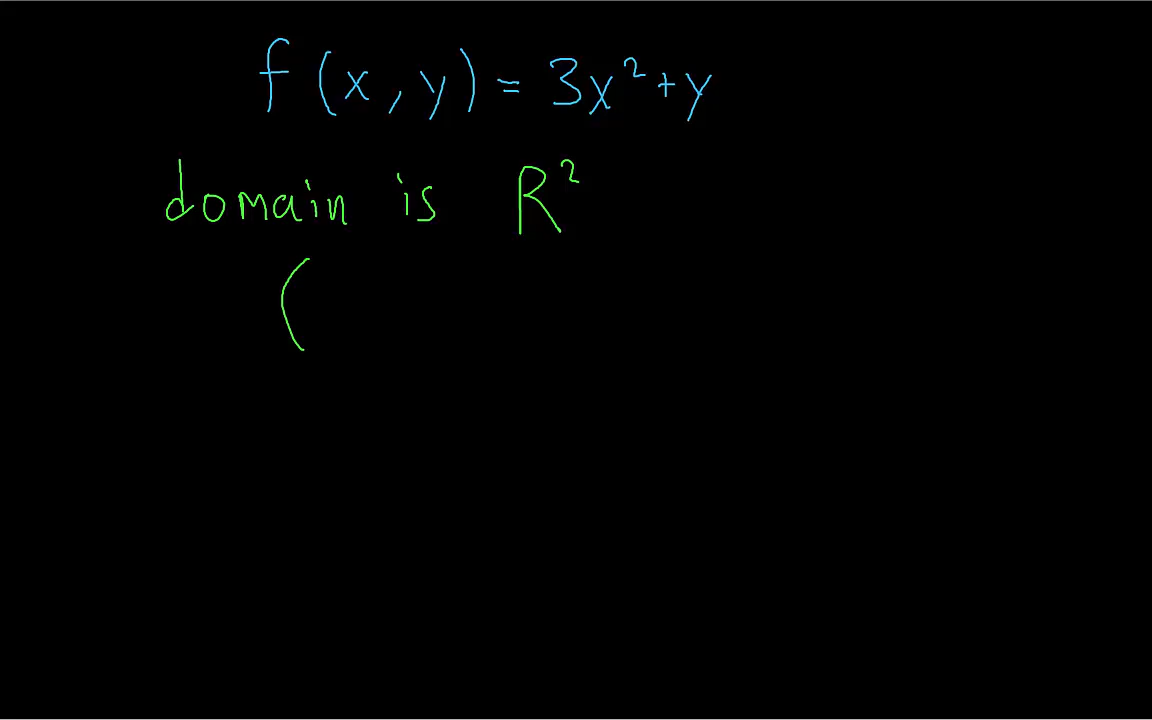 f(x,y)=3x²+y
domain is R²
(